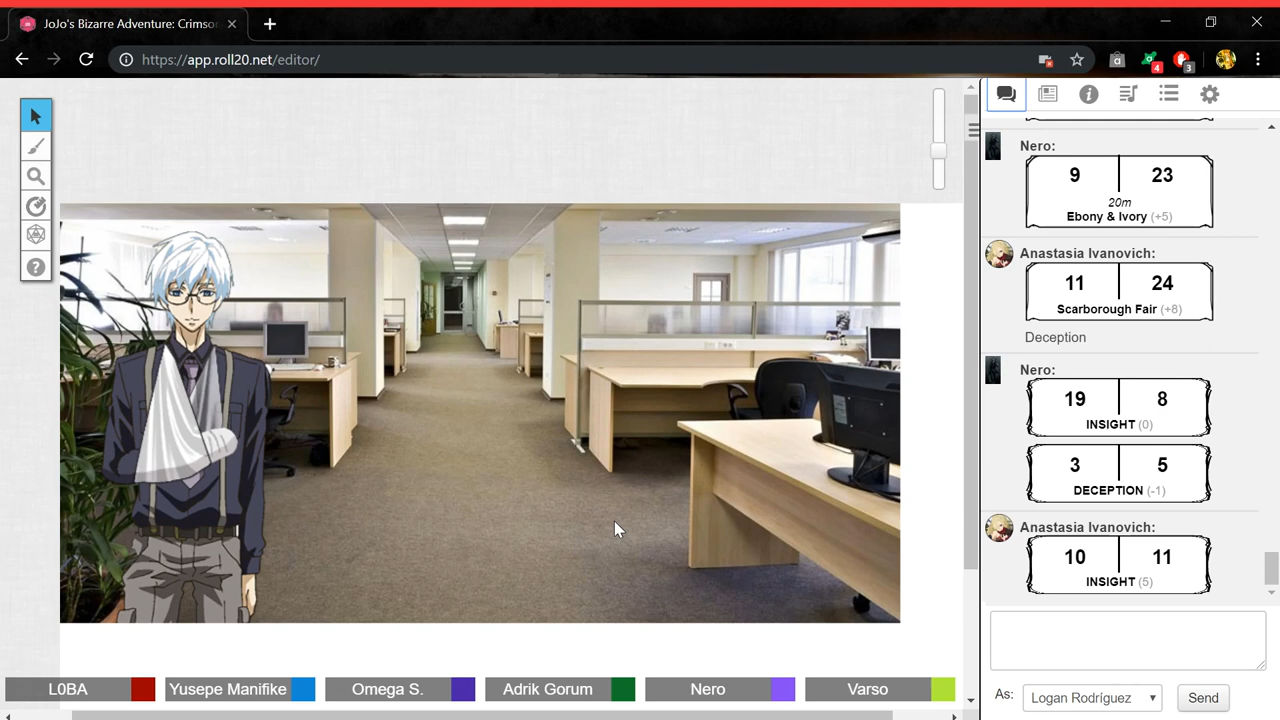 JoJo's Bizarre Adventure: Crimso
https://app.roll20.net/editor/
4
3
Nero:
9 23
20m
Ebony & Ivory (+5)
Anastasia Ivanovich:
11 24
Scarborough Fair (+8)
Deception
Nero:
19 8
INSIGHT (0)
3 5
DECEPTION (-1)
Anastasia Ivanovich:
10 11
INSIGHT (5)
As: Logan Rodríguez Send
L0BA Yusepe Manifike Omega S. Adrik Gorum Nero Varso